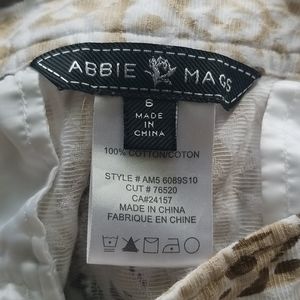 ABBIE MAGS
6
MADE
IN
CHINA
100% COTTON/COTON
STYLE # AM5 6089S10
CUT # 76520
CA#24157
MADE IN CHINA
FABRIQUE EN CHINE